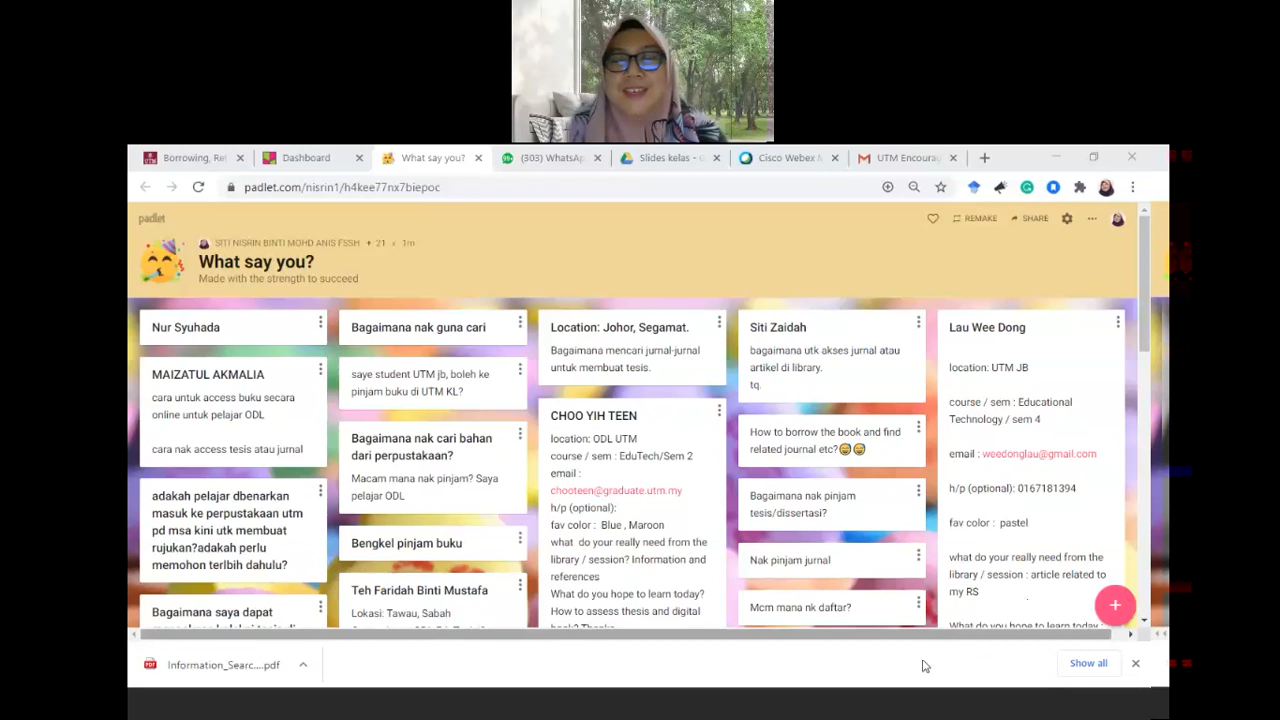 Borrowing, Re
Dashboard
What say you?
(303) WhatsAp
Slides kelas - G
Cisco Webex M
UTM Encourag
padlet.com/nisrin1/h4kee77nx7biepoc
padlet
REMAKE
SHARE
SITI NISRIN BINTI MOHD ANIS FSSH + 21 • 1m
What say you?
Made with the strength to succeed
Nur Syuhada
MAIZATUL AKMALIA
cara untuk access buku secara
online untuk pelajar ODL
cara nak access tesis atau jurnal
adakah pelajar dbenarkan
masuk ke perpustakaan utm
pd msa kini utk membuat
rujukan?adakah perlu
memohon terlbih dahulu?
Bagaimana saya dapat
Bagaimana nak guna cari
saye student UTM jb, boleh ke
pinjam buku di UTM KL?
Bagaimana nak cari bahan
dari perpustakaan?
Macam mana nak pinjam? Saya
pelajar ODL
Bengkel pinjam buku
Teh Faridah Binti Mustafa
Lokasi: Tawau, Sabah
Location: Johor, Segamat.
Bagaimana mencari jurnal-jurnal
untuk membuat tesis.
CHOO YIH TEEN
location: ODL UTM
course / sem : EduTech/Sem 2
email :
chooteen@graduate.utm.my
h/p (optional):
fav color : Blue , Maroon
what do your really need from the
library / session? Information and
references
What do you hope to learn today?
How to assess thesis and digital
book? Thanks
Siti Zaidah
bagaimana utk akses jurnal atau
artikel di library.
tq.
How to borrow the book and find
related journal etc?😅😅
Bagaimana nak pinjam
tesis/dissertasi?
Nak pinjam jurnal
Mcm mana nk daftar?
Lau Wee Dong
location: UTM JB
course / sem : Educational
Technology / sem 4
email : weedonglau@gmail.com
h/p (optional): 0167181394
fav color : pastel
what do your really need from the
library / session : article related to
my RS
What do you hope to learn today :
Information_Searc....pdf
Show all